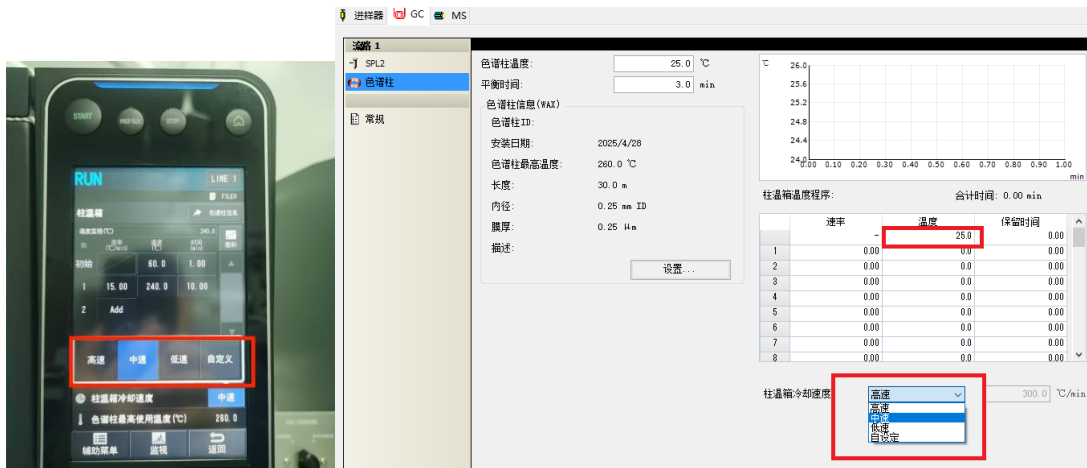 START
STOP
RUN
LINE 1
FILE9
柱温箱
色谱柱信息
温度监视(℃)
240.0
速率
(℃/min)
温度
(℃)
时间
(min)
图形
初始
60.0
1.00
1
15.00
240.0
10.00
2
Add
高速
中速
低速
自定义
柱温箱冷却速度
中速
色谱柱最高使用温度(℃)
260.0
辅助菜单
监视
返回
进样器
GC
MS
流路 1
SPL2
色谱柱
常规
色谱柱温度:
25.0
℃
平衡时间:
3.0
min
色谱柱信息(WAX)
色谱柱ID:
安装日期:
2025/4/28
色谱柱最高温度:
260.0 ℃
长度:
30.0 m
内径:
0.25 mm ID
膜厚:
0.25 μm
描述:
设置...
℃
26.0
25.6
25.2
24.8
24.4
24.0
0.00 0.10 0.20 0.30 0.40 0.50 0.60 0.70 0.80 0.90 1.00
min
柱温箱温度程序:
合计时间: 0.00 min
速率 温度 保留时间
- 25.0 0.00
1 0.00 0.0 0.00
2 0.00 0.0 0.00
3 0.00 0.0 0.00
4 0.00 0.0 0.00
5 0.00 0.0 0.00
6 0.00 0.0 0.00
7 0.00 0.0 0.00
8 0.00 0.0 0.00
柱温箱冷却速度
高速
300.0
℃/min
高速
中速
低速
自设定